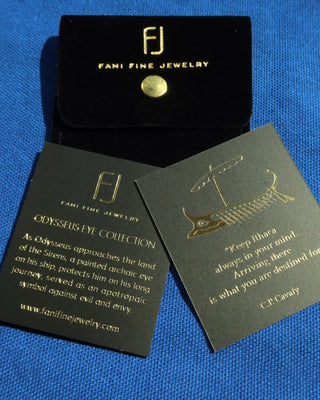 FJ
FANI FINE JEWELRY
FJ
FANI FINE JEWELRY
ODYSSEUS EYE COLLECTION
As Odysseus approaches the land
of the Sirens, a painted archaic eye
on his ship, protects him on his long
journey, served as an apotropaic
symbol against evil and envy.
www.fanifinejewelry.com
"Keep Ithaca
always in your mind.
Arriving there
is what you are destined for"
C.P. Cavafy